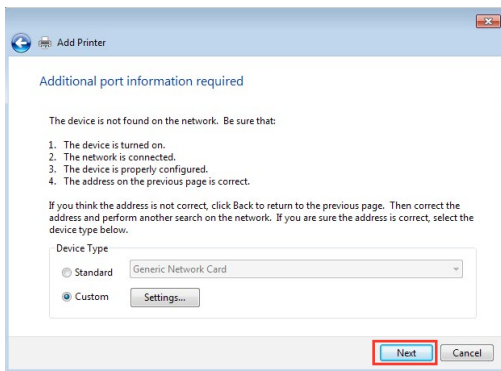 Add Printer
Additional port information required
The device is not found on the network. Be sure that:
1. The device is turned on.
2. The network is connected.
3. The device is properly configured.
4. The address on the previous page is correct.
If you think the address is not correct, click Back to return to the previous page. Then correct the
address and perform another search on the network. If you are sure the address is correct, select the
device type below.
Device Type
Standard Generic Network Card
Custom Settings...
Next Cancel